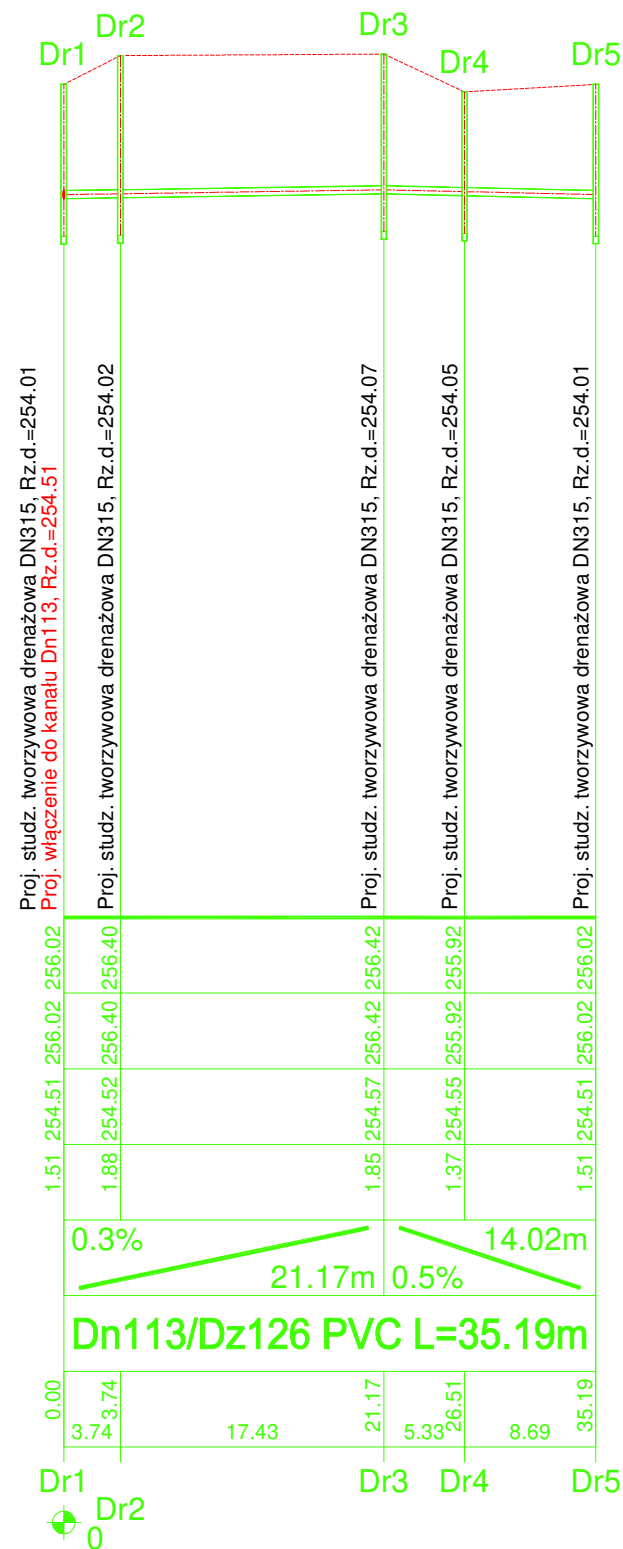 Dr1
Dr2
Dr3
Dr4
Dr5
Proj. studz. tworzywowa drenażowa DN315, Rz.d.=254.01
Proj. włączenie do kanału Dn113, Rz.d.=254.51
Proj. studz. tworzywowa drenażowa DN315, Rz.d.=254.02
Proj. studz. tworzywowa drenażowa DN315, Rz.d.=254.07
Proj. studz. tworzywowa drenażowa DN315, Rz.d.=254.05
Proj. studz. tworzywowa drenażowa DN315, Rz.d.=254.01
256.02 256.40 256.42 255.92 256.02
256.02 256.40 256.42 255.92 256.02
254.51 254.52 254.57 254.55 254.51
1.51 1.88 1.85 1.37 1.51
0.3% 14.02m
21.17m 0.5%
Dn113/Dz126 PVC L=35.19m
0.00 3.74 21.17 26.51 35.19
3.74 17.43 5.33 8.69
Dr1 Dr3 Dr4 Dr5
Dr2
0